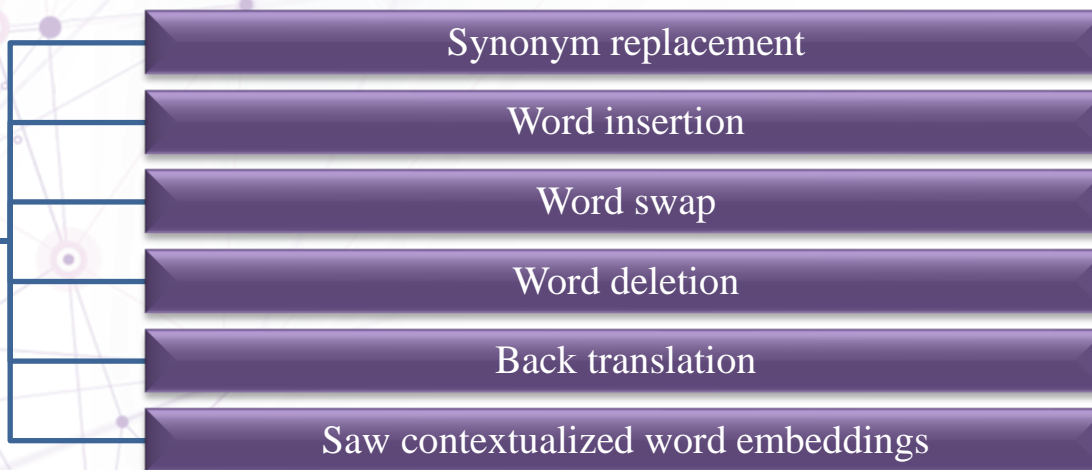 Synonym replacement
Word insertion
Word swap
Word deletion
Back translation
Saw contextualized word embeddings